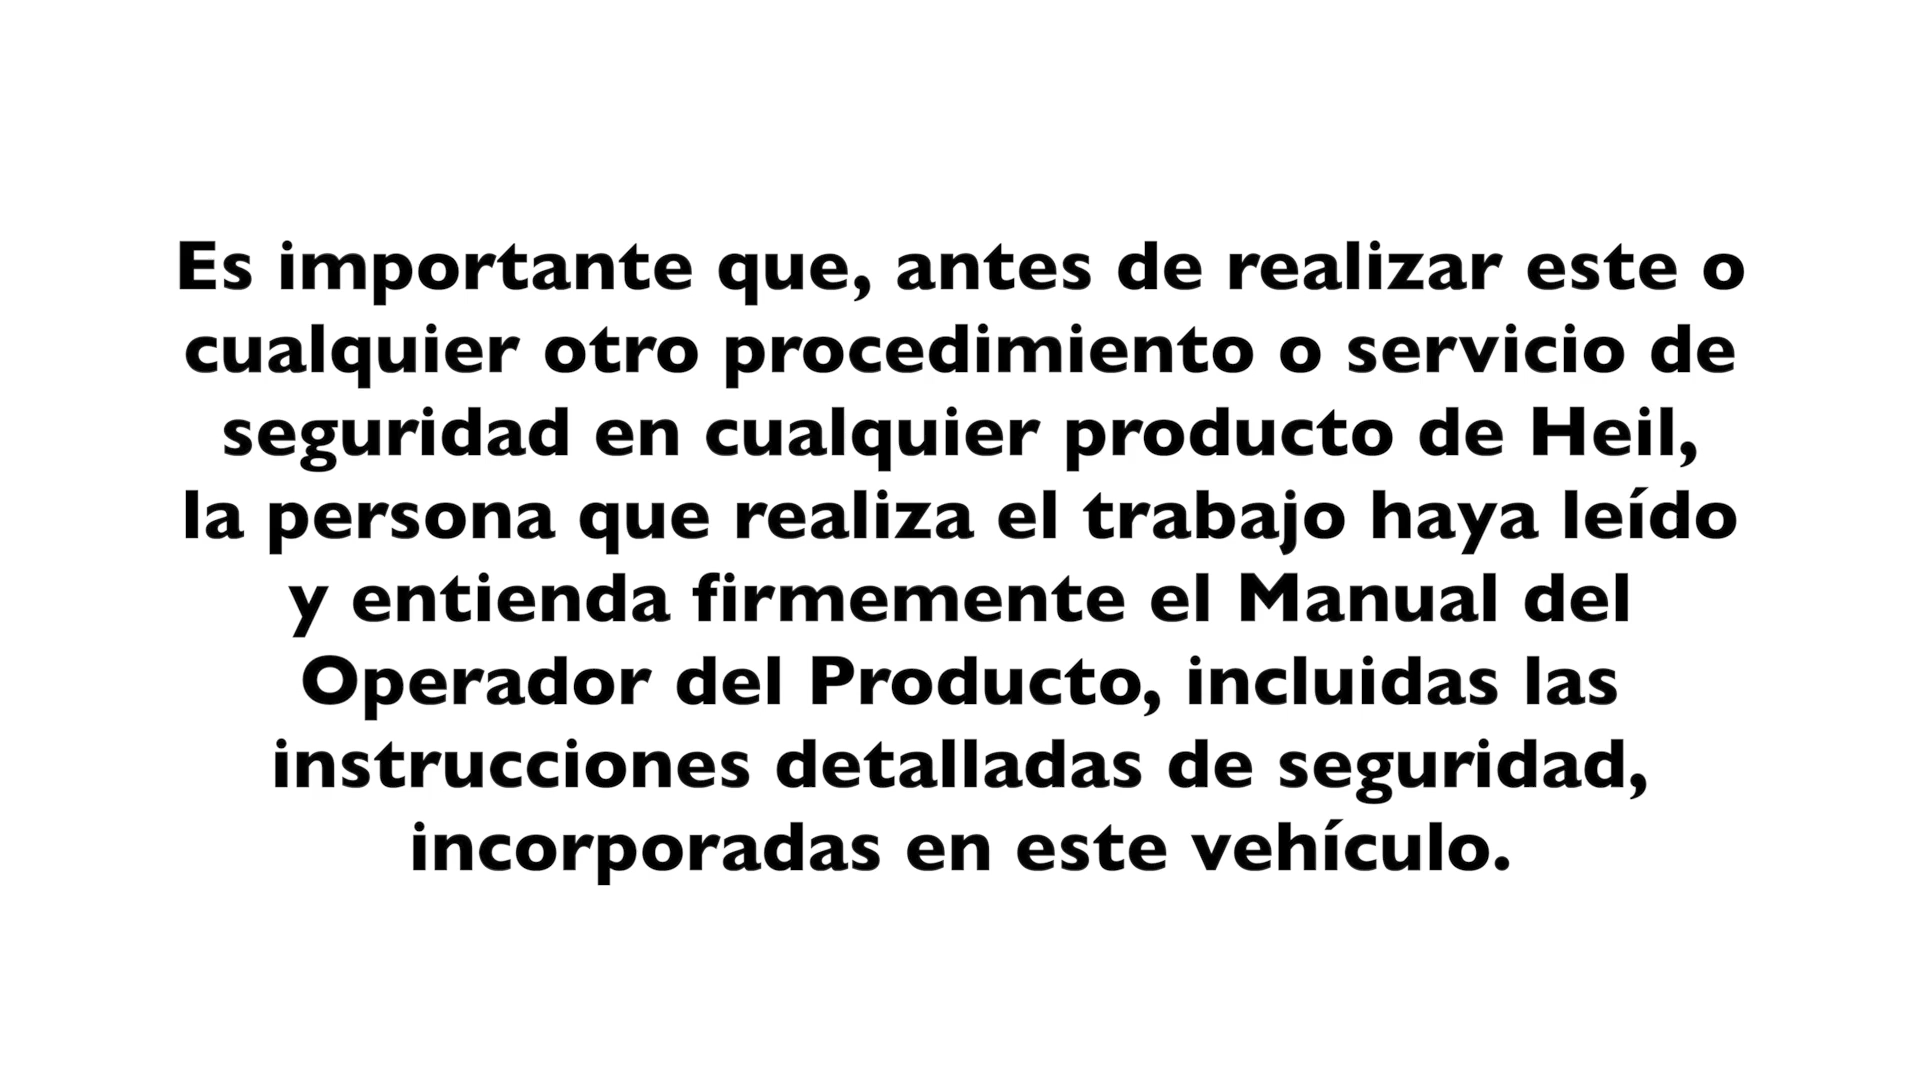 Es importante que, antes de realizar este o
cualquier otro procedimiento o servicio de
seguridad en cualquier producto de Heil,
la persona que realiza el trabajo haya leído
y entienda firmemente el Manual del
Operador del Producto, incluidas las
instrucciones detalladas de seguridad,
incorporadas en este vehículo.